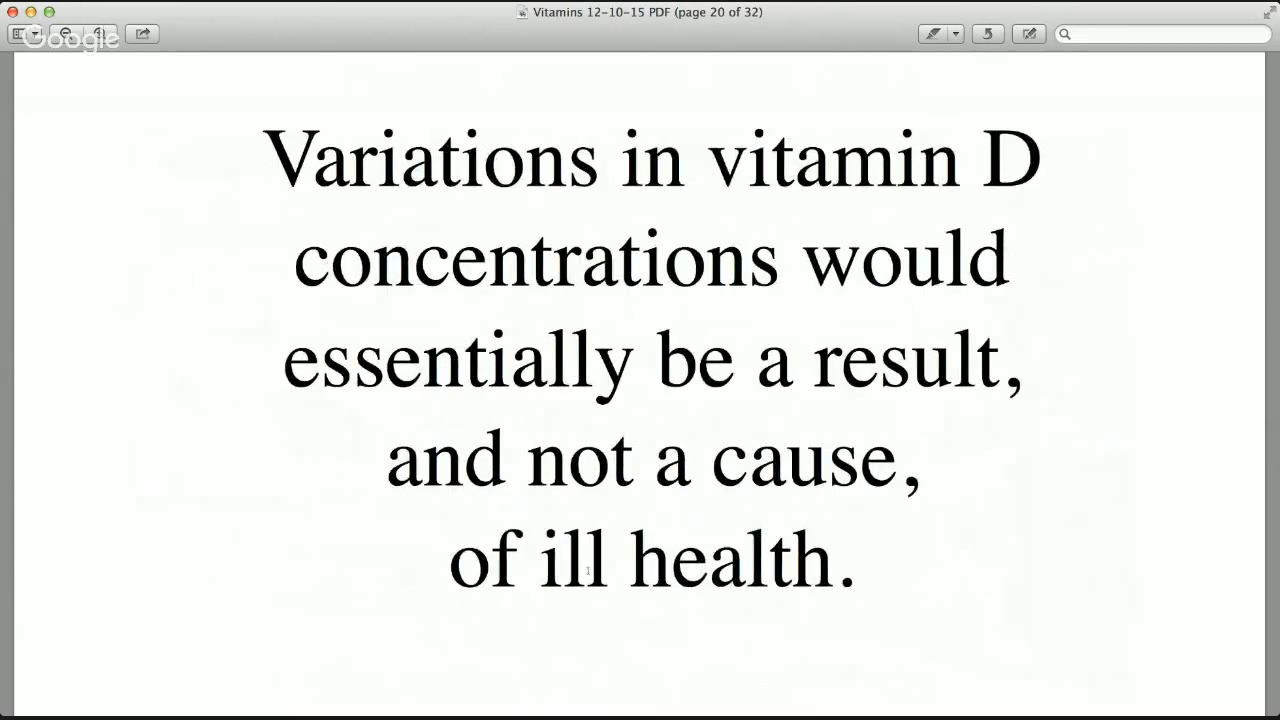 Vitamins 12-10-15 PDF (page 20 of 32)
Google
Variations in vitamin D
concentrations would
essentially be a result,
and not a cause,
of ill health.